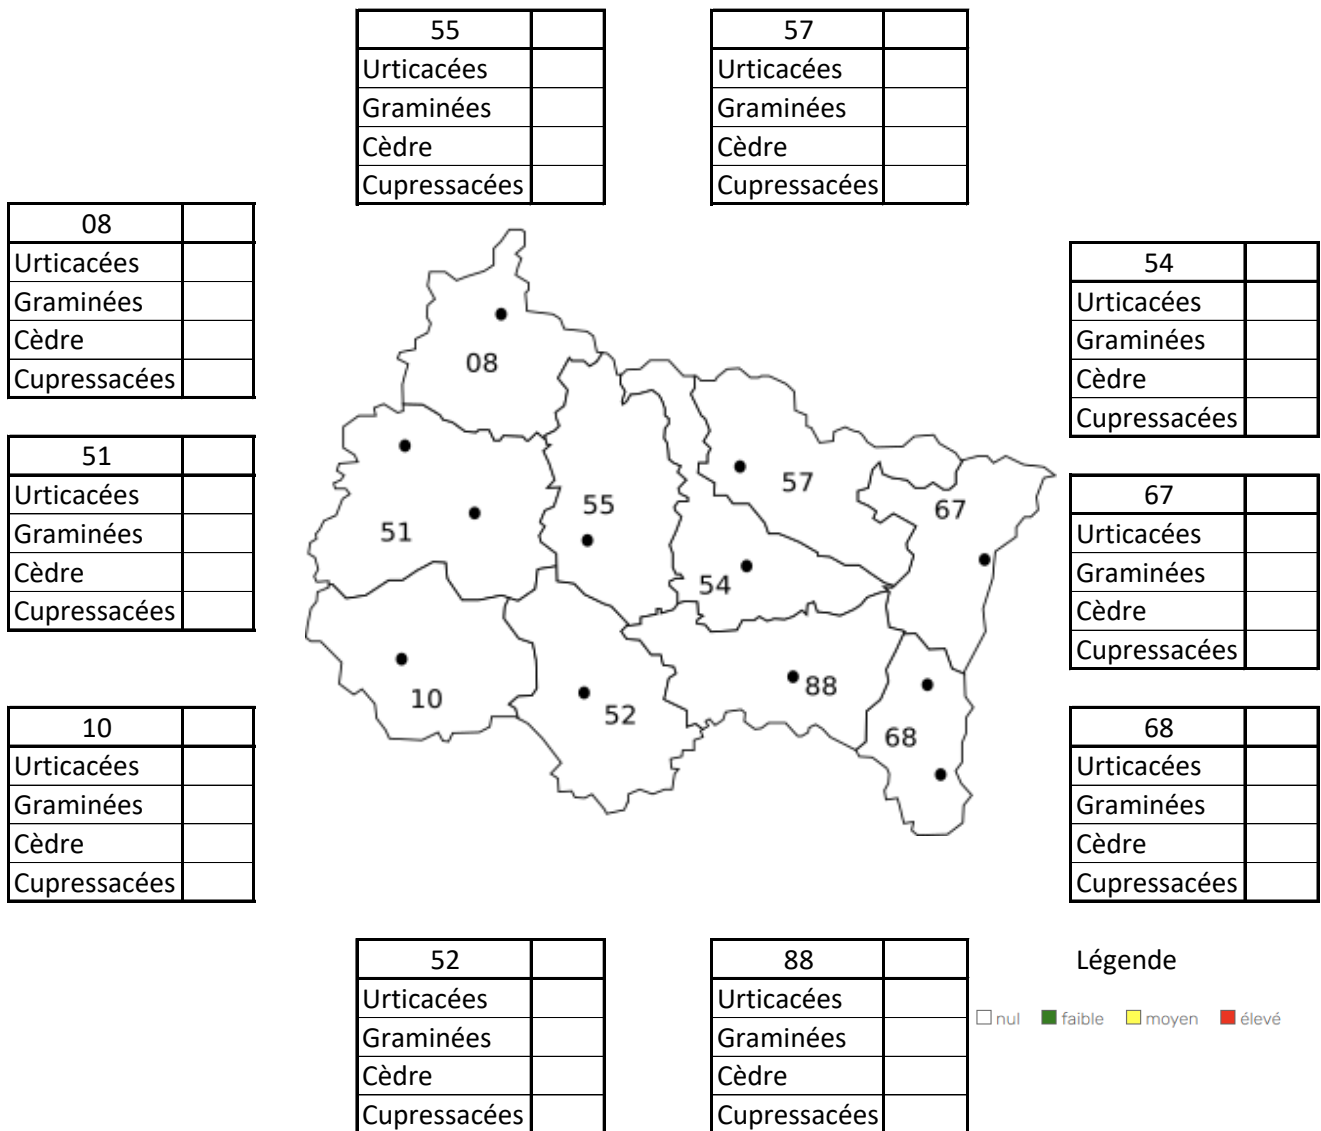 55
Urticacées
Graminées
Cèdre
Cupressacées
57
Urticacées
Graminées
Cèdre
Cupressacées
08
Urticacées
Graminées
Cèdre
Cupressacées
54
Urticacées
Graminées
Cèdre
Cupressacées
51
Urticacées
Graminées
Cèdre
Cupressacées
67
Urticacées
Graminées
Cèdre
Cupressacées
08
57
55
67
51
54
88
10
52
68
10
Urticacées
Graminées
Cèdre
Cupressacées
68
Urticacées
Graminées
Cèdre
Cupressacées
52
Urticacées
Graminées
Cèdre
Cupressacées
88
Urticacées
Graminées
Cèdre
Cupressacées
Légende
nul faible moyen élevé